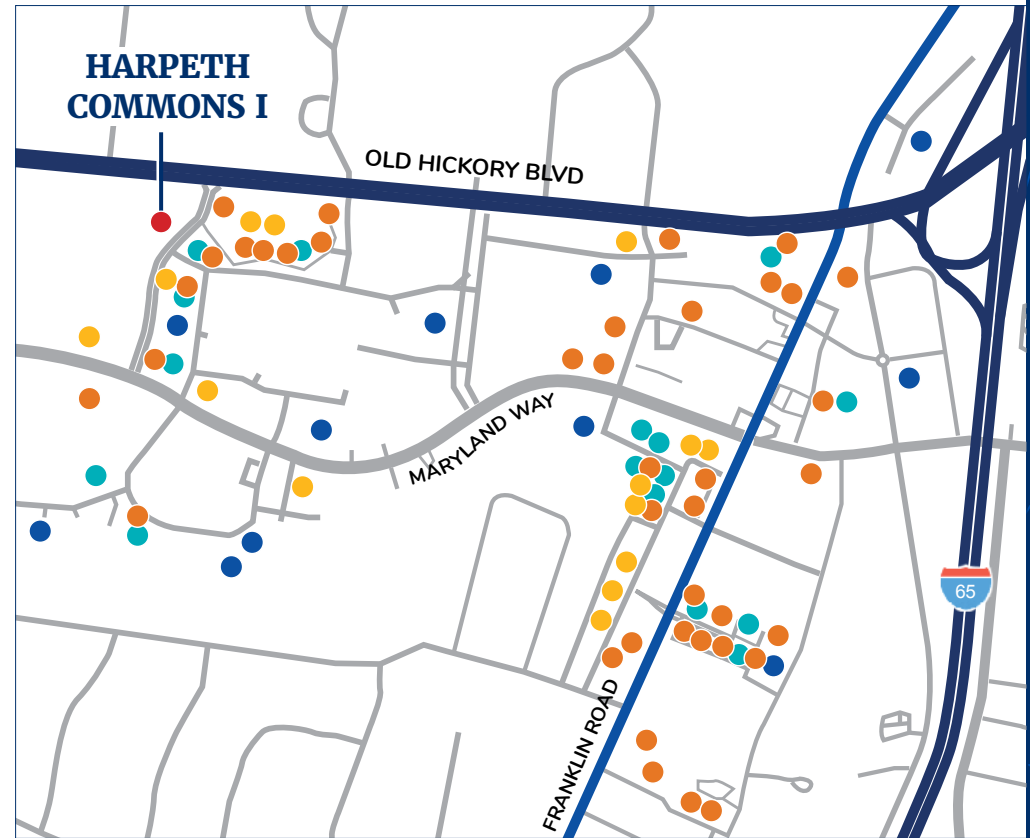 HARPETH
COMMONS I
OLD HICKORY BLVD
MARYLAND WAY
65
FRANKLIN ROAD